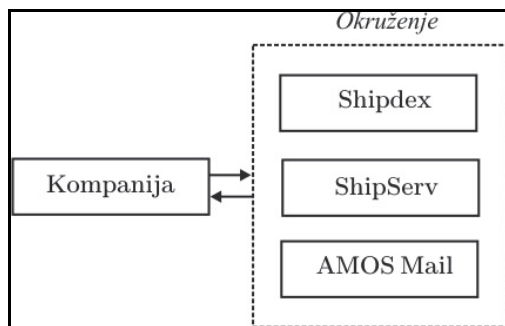 Okruženje
Shipdex
Kompanija
ShipServ
AMOS Mail